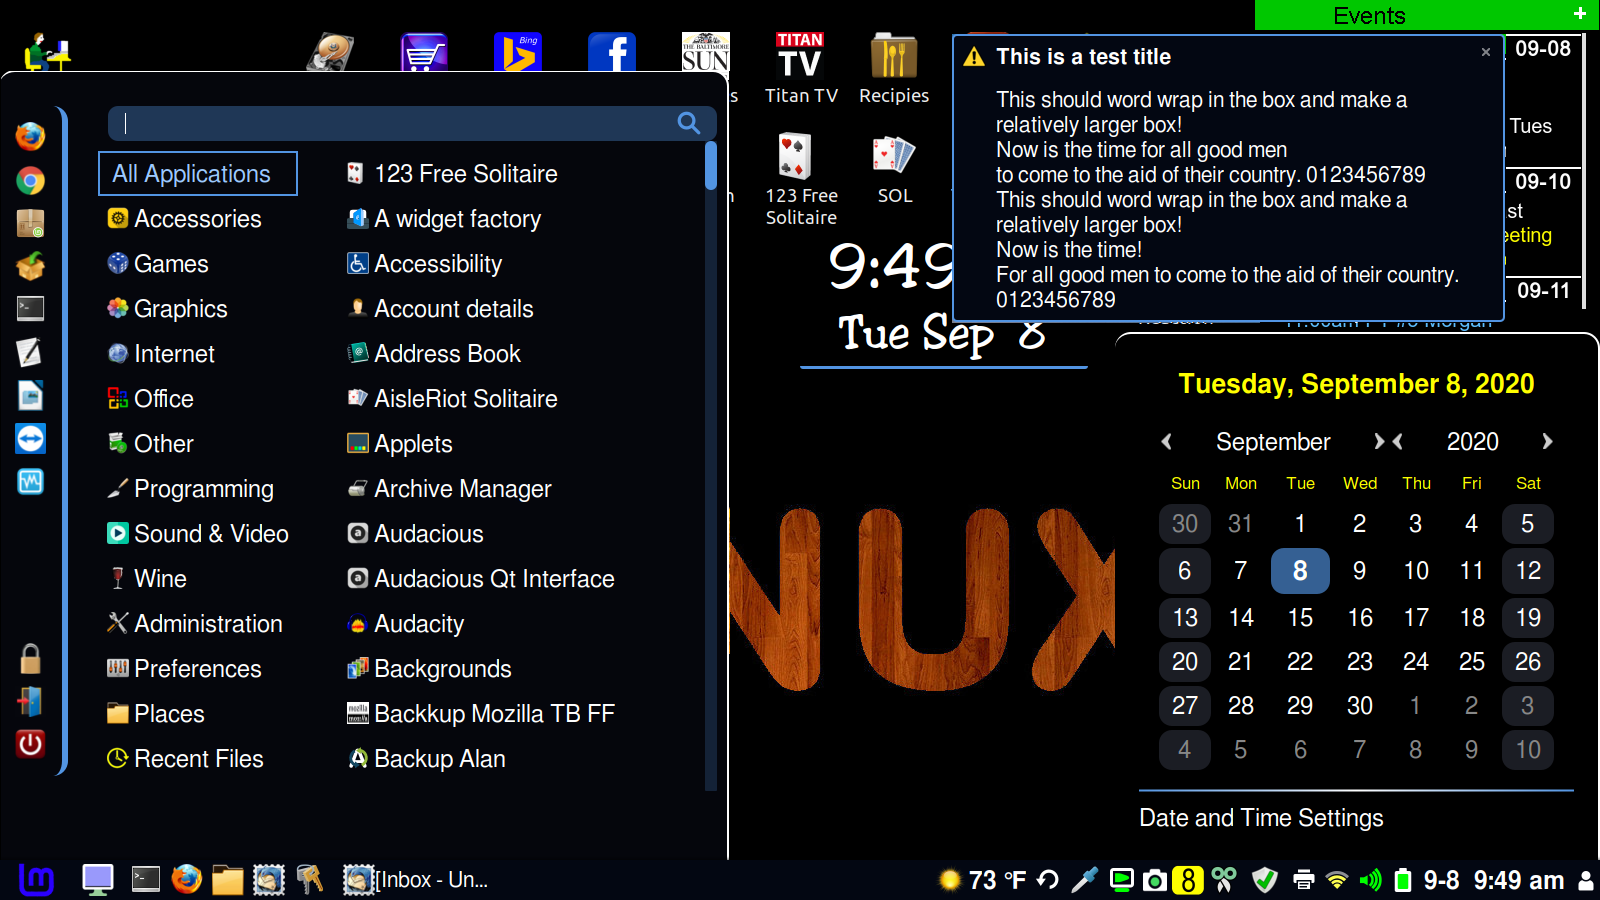 Events +
Bing
THE BALTIMORE
SUN
TITAN
TV
Titan TV
Recipies
123 Free
Solitaire
SOL
9:49
Tue Sep 8
This is a test title
This should word wrap in the box and make a
relatively larger box!
Now is the time for all good men
to come to the aid of their country. 0123456789
This should word wrap in the box and make a
relatively larger box!
Now is the time!
For all good men to come to the aid of their country.
0123456789
09-08
Tues
09-10
st
eeting
09-11
All Applications
Accessories
Games
Graphics
Internet
Office
Other
Programming
Sound & Video
Wine
Administration
Preferences
Places
Recent Files
123 Free Solitaire
A widget factory
Accessibility
Account details
Address Book
AisleRiot Solitaire
Applets
Archive Manager
Audacious
Audacious Qt Interface
Audacity
Backgrounds
Backkup Mozilla TB FF
Backup Alan
NUX
Tuesday, September 8, 2020
September 2020
Sun Mon Tue Wed Thu Fri Sat
30 31 1 2 3 4 5
6 7 8 9 10 11 12
13 14 15 16 17 18 19
20 21 22 23 24 25 26
27 28 29 30 1 2 3
4 5 6 7 8 9 10
Date and Time Settings
[Inbox - Un...
73 °F
8
9-8 9:49 am